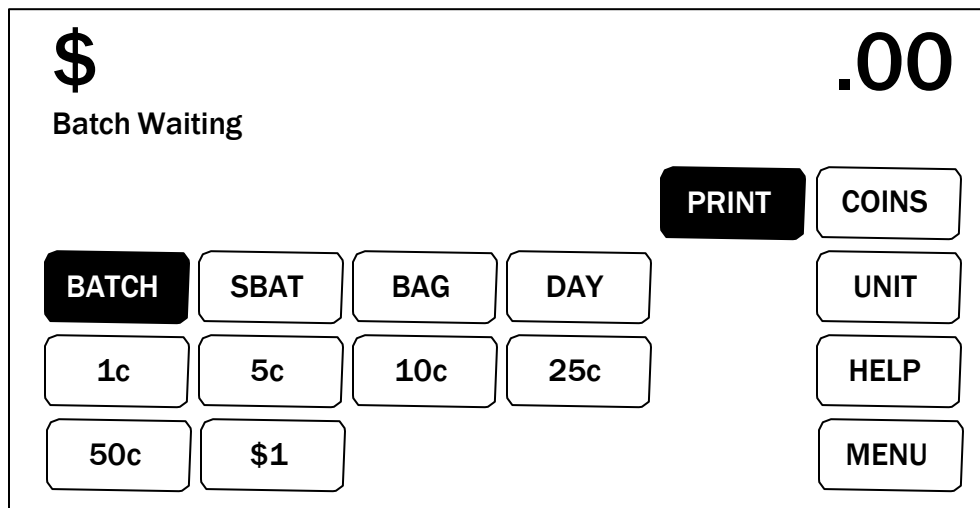 $ .00
Batch Waiting
PRINT COINS
BATCH SBAT BAG DAY UNIT
1c 5c 10c 25c HELP
50c $1 MENU